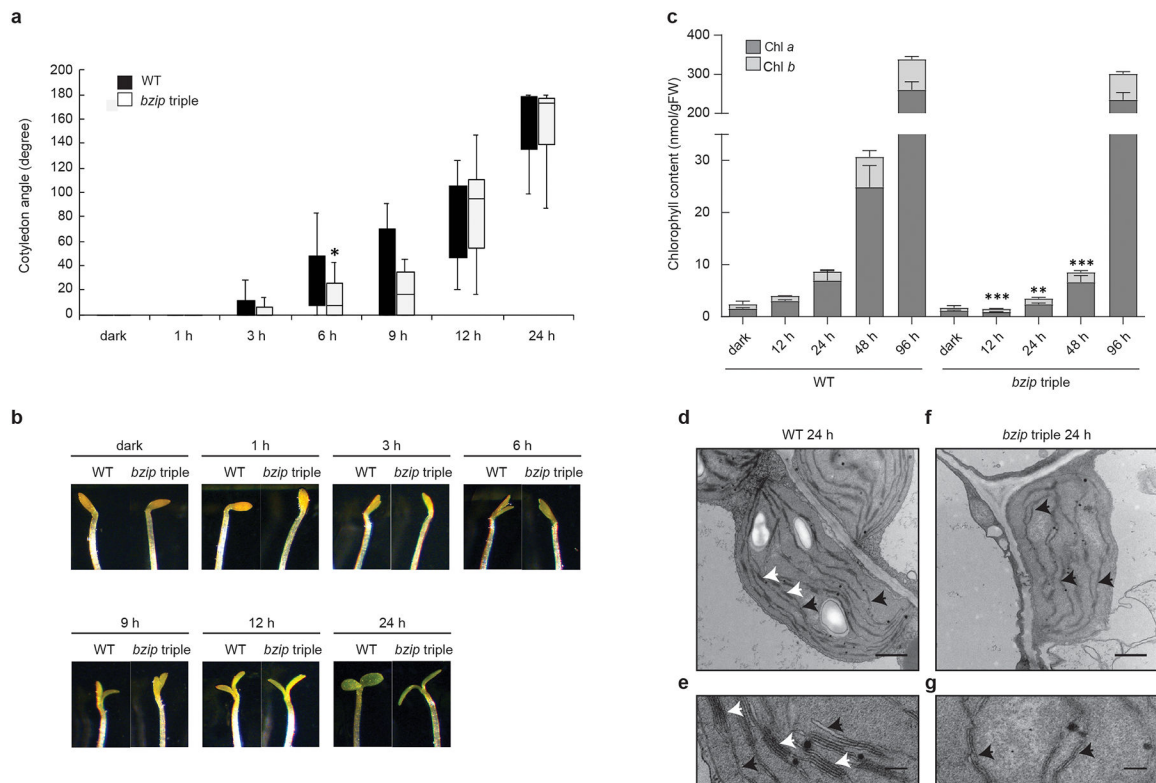 a
Cotyledon angle (degree)
200
180
160
140
120
100
80
60
40
20
0
WT
bzip triple
*
dark 1 h 3 h 6 h 9 h 12 h 24 h
b
dark 1 h 3 h 6 h
WT bzip triple WT bzip triple WT bzip triple WT bzip triple
9 h 12 h 24 h
WT bzip triple WT bzip triple WT bzip triple
c
Chlorophyll content (nmol/gFW)
400
300
200
30
20
10
0
Chl a
Chl b
*** ** ***
dark 12 h 24 h 48 h 96 h dark 12 h 24 h 48 h 96 h
WT bzip triple
d f
WT 24 h bzip triple 24 h
e g